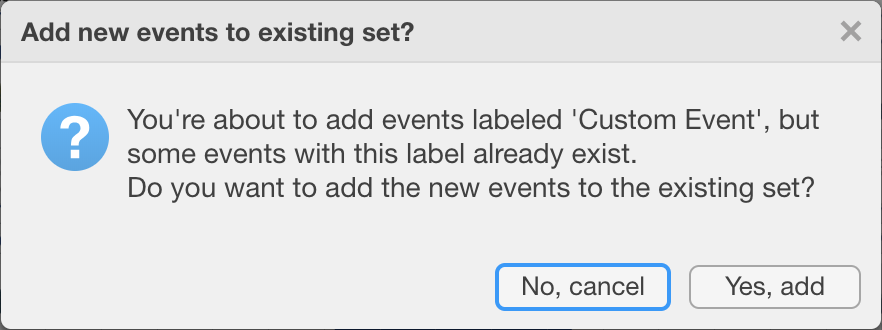 Add new events to existing set?
You're about to add events labeled 'Custom Event', but
some events with this label already exist.
Do you want to add the new events to the existing set?
No, cancel
Yes, add